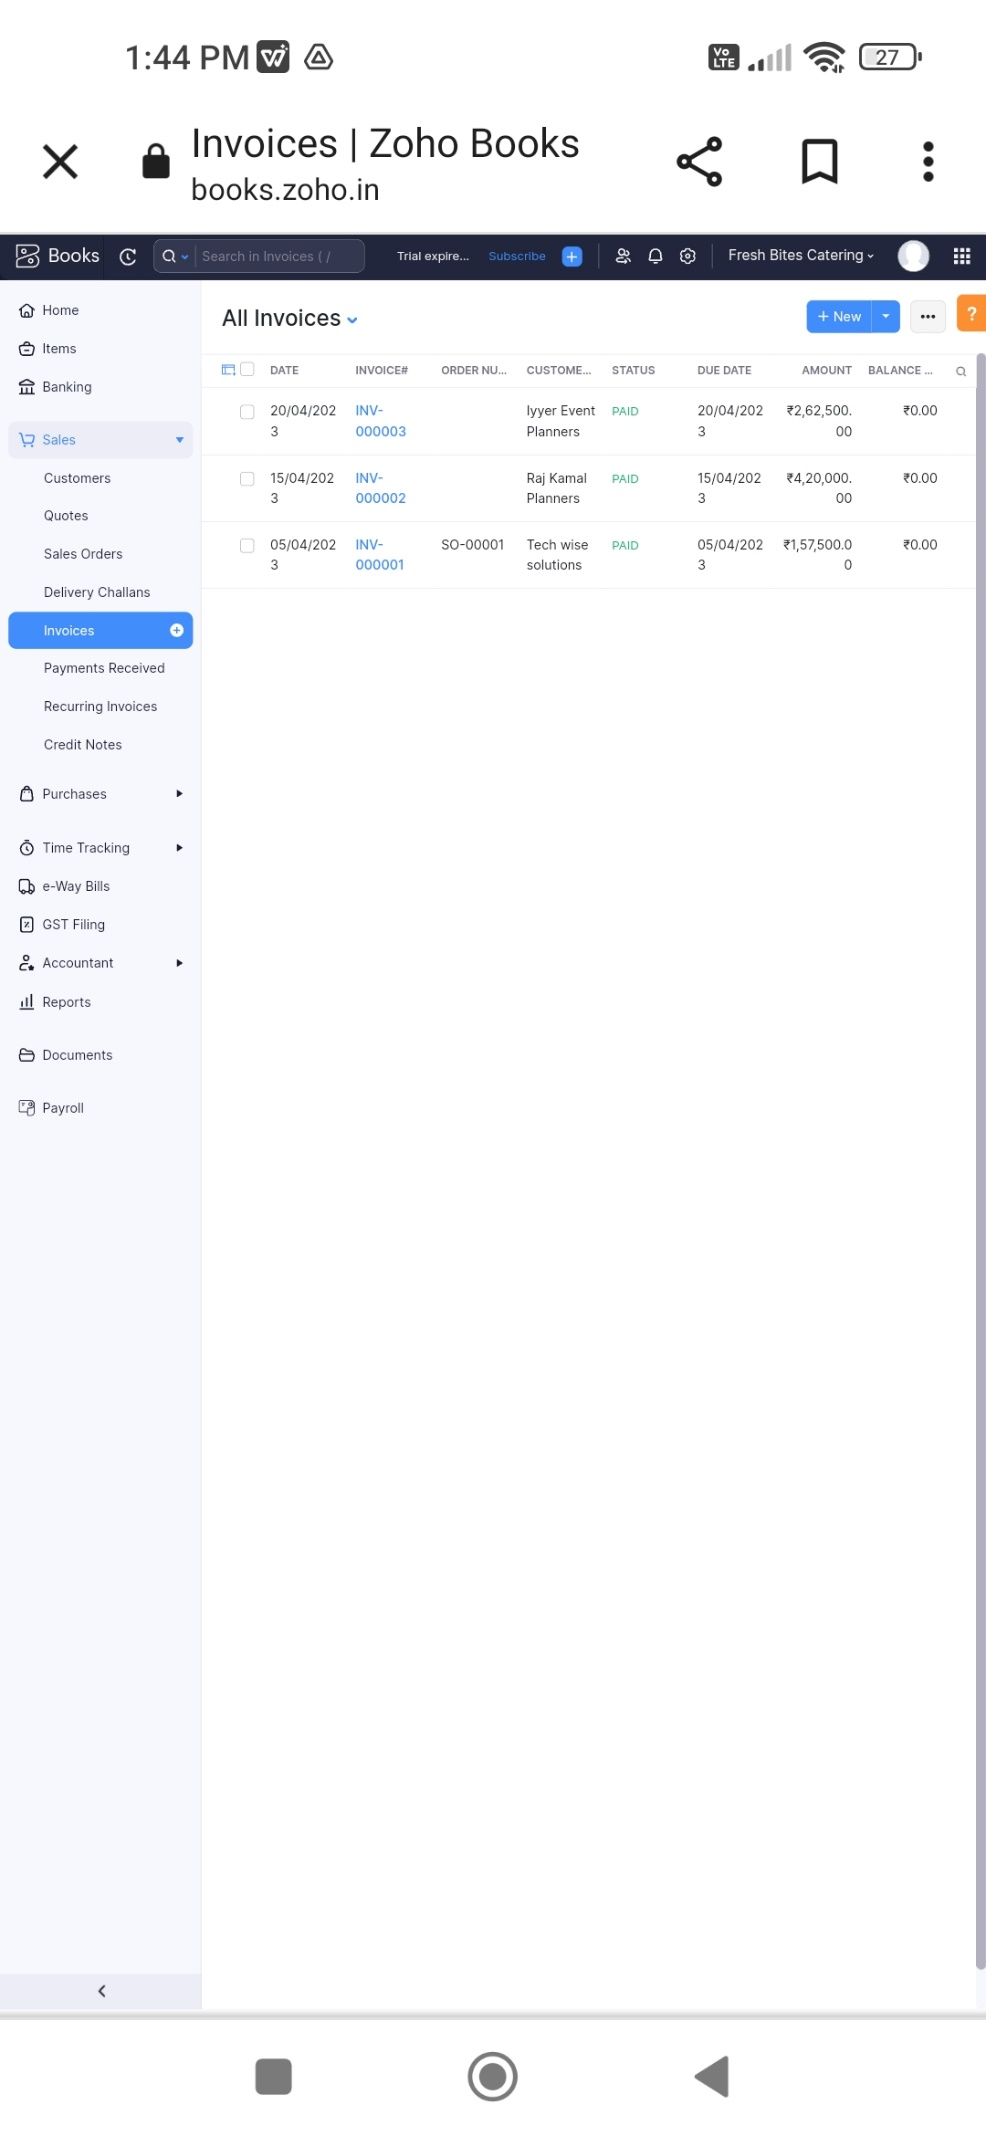 1:44 PM
Vo LTE
27
Invoices | Zoho Books
books.zoho.in
Books
Search in Invoices ( /
Trial expire...
Subscribe
Fresh Bites Catering
Home
Items
Banking
Sales
Customers
Quotes
Sales Orders
Delivery Challans
Invoices
Payments Received
Recurring Invoices
Credit Notes
Purchases
Time Tracking
e-Way Bills
GST Filing
Accountant
Reports
Documents
Payroll
All Invoices
+ New
?
DATE INVOICE# ORDER NU... CUSTOME... STATUS DUE DATE AMOUNT BALANCE ...
20/04/202 INV- Iyyer Event PAID 20/04/202 ₹2,62,500. ₹0.00
3 000003 Planners 3 00
15/04/202 INV- Raj Kamal PAID 15/04/202 ₹4,20,000. ₹0.00
3 000002 Planners 3 00
05/04/202 INV- SO-00001 Tech wise PAID 05/04/202 ₹1,57,500.0 ₹0.00
3 000001 solutions 3 0